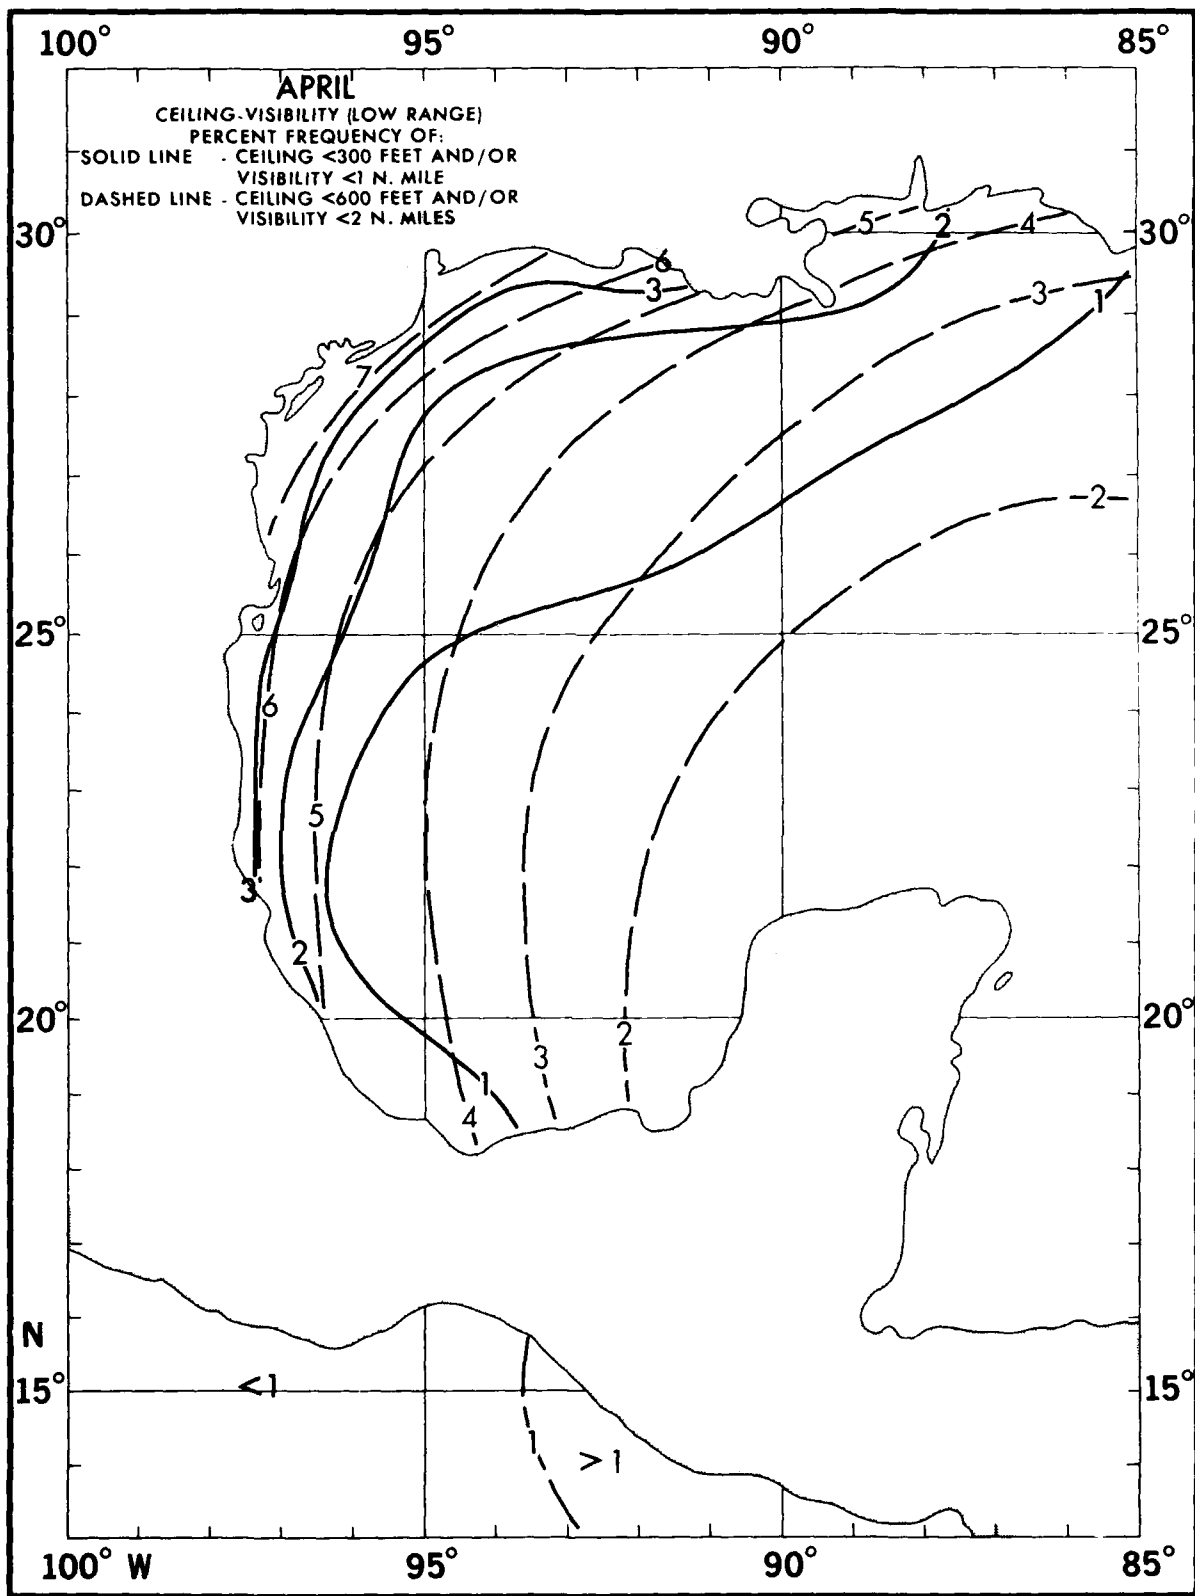 100° 95° 90° 85°
APRIL
CEILING-VISIBILITY (LOW RANGE)
PERCENT FREQUENCY OF:
SOLID LINE - CEILING <300 FEET AND/OR
VISIBILITY <1 N. MILE
DASHED LINE - CEILING <600 FEET AND/OR
VISIBILITY <2 N. MILES
5 2 4
30° 30°
6
3 3 1
7
2
25° 25°
6
5
3
2
20° 20°
2
3
1
4
N
<1
15° 15°
1
>1
100° W 95° 90° 85°